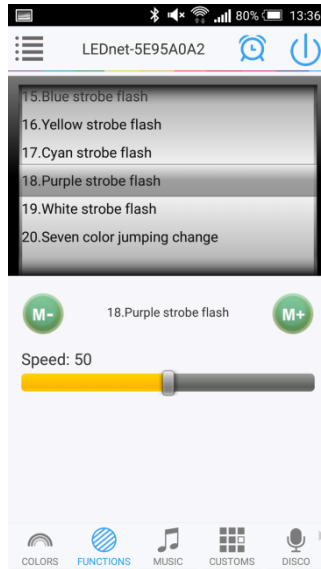 80% 13:36
LEDnet-5E95A0A2
15.Blue strobe flash
16.Yellow strobe flash
17.Cyan strobe flash
18.Purple strobe flash
19.White strobe flash
20.Seven color jumping change
M- 18.Purple strobe flash M+
Speed: 50
COLORS FUNCTIONS MUSIC CUSTOMS DISCO